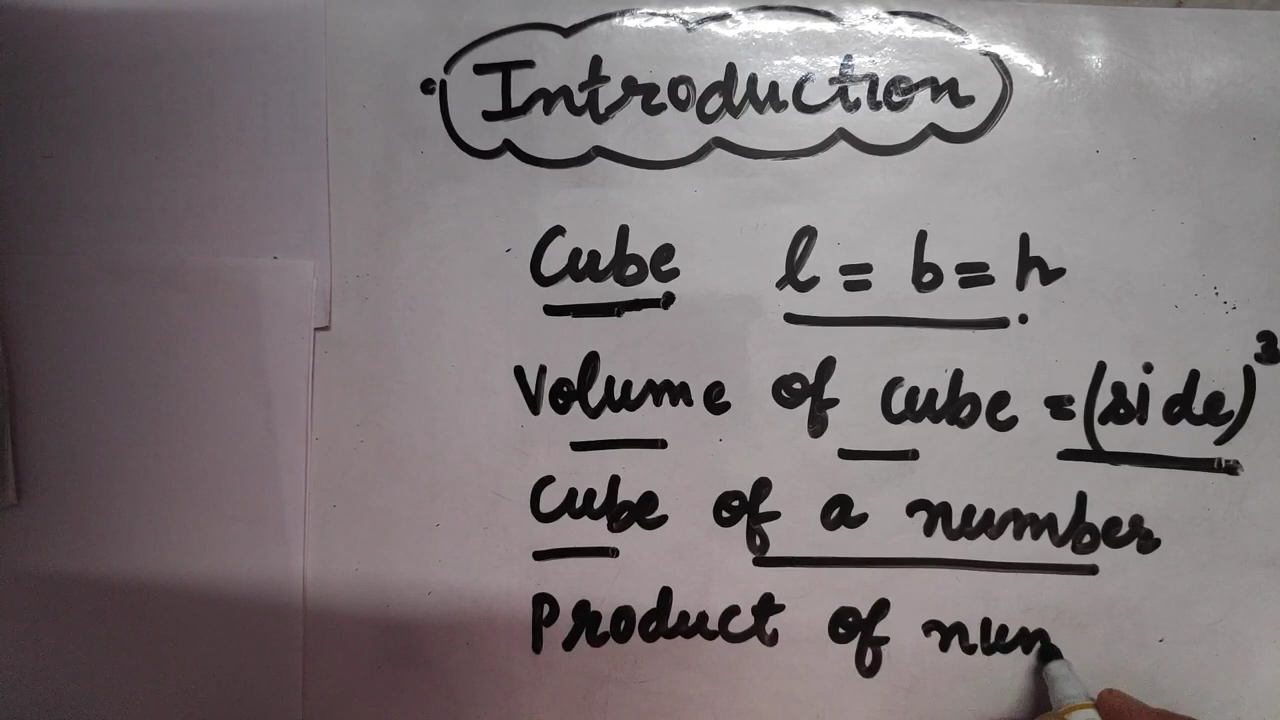 Introduction
Cube l = b = h
Volume of cube = (side)³
Cube of a number
Product of num